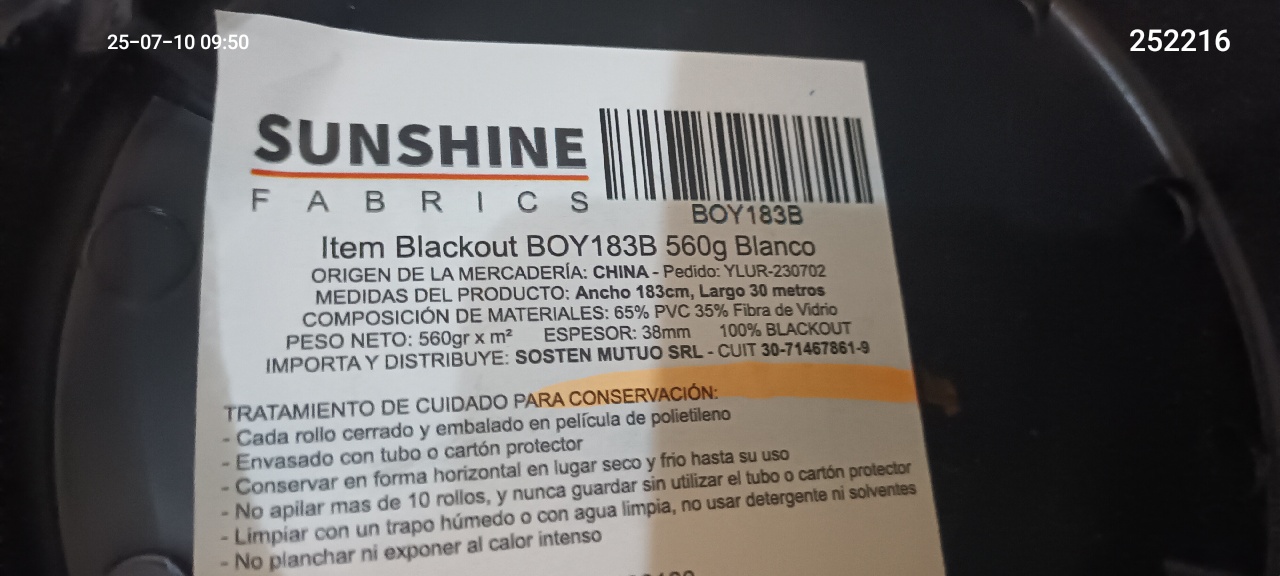 25-07-10 09:50
252216
SUNSHINE
FABRICS
BOY183B
Item Blackout BOY183B 560g Blanco
ORIGEN DE LA MERCADERÍA: CHINA - Pedido: YLUR-230702
MEDIDAS DEL PRODUCTO: Ancho 183cm, Largo 30 metros
COMPOSICIÓN DE MATERIALES: 65% PVC 35% Fibra de Vidrio
PESO NETO: 560gr x m² ESPESOR: 38mm 100% BLACKOUT
IMPORTA Y DISTRIBUYE: SOSTEN MUTUO SRL - CUIT 30-71467861-9
TRATAMIENTO DE CUIDADO PARA CONSERVACIÓN:
- Cada rollo cerrado y embalado en película de polietileno
- Envasado con tubo o cartón protector
- Conservar en forma horizontal en lugar seco y frio hasta su uso
- No apilar mas de 10 rollos, y nunca guardar sin utilizar el tubo o cartón protector
- Limpiar con un trapo húmedo o con agua limpia, no usar detergente ni solventes
- No planchar ni exponer al calor intenso